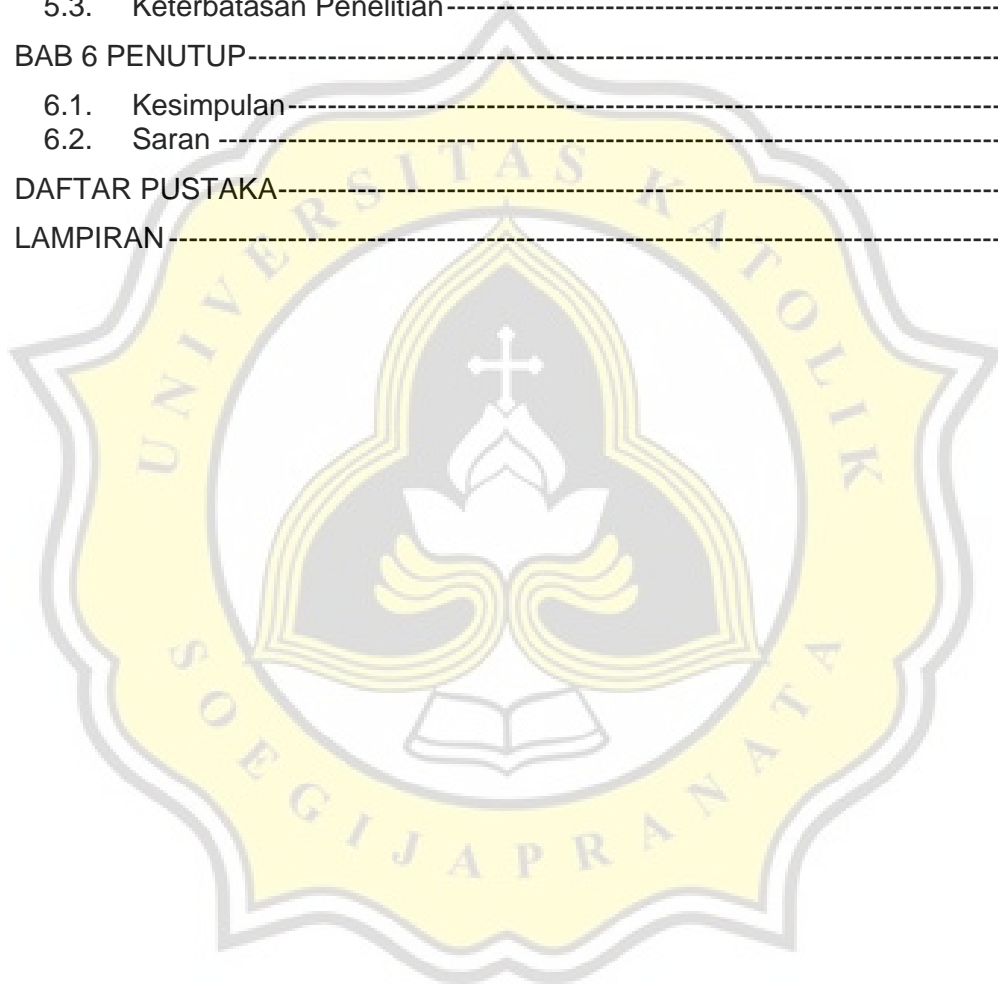 5.3. Keterbatasan Penelitian------------------------------------------------------------
BAB 6 PENUTUP------------------------------------------------------------------------------------
6.1. Kesimpulan--------------------------------------------------------------------------------
6.2. Saran ---------------------------------------------------------------------------------------
DAFTAR PUSTAKA---------------------------------------------------------------------------------
LAMPIRAN--------------------------------------------------------------------------------------------
UNIVERSITAS KATOLIK
SOEGIJAPRANATA